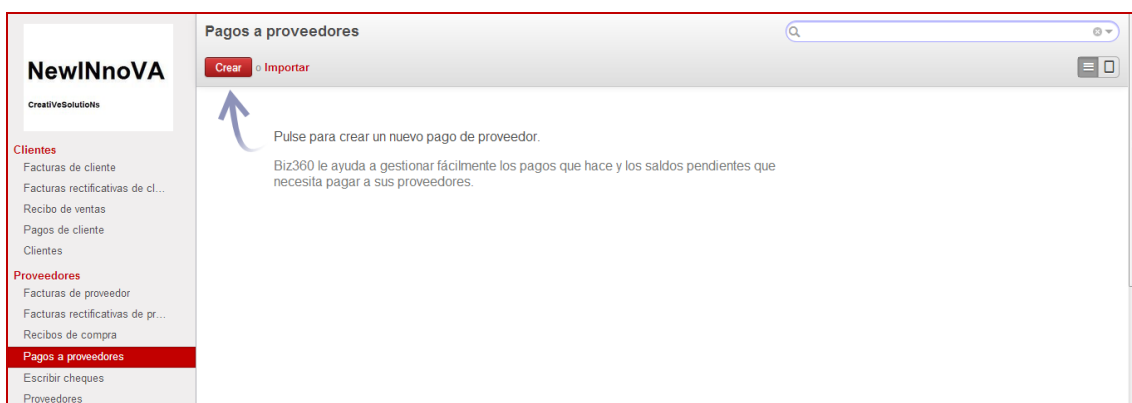 NewINnoVA
CreatiVeSolutioNs
Clientes
Facturas de cliente
Facturas rectificativas de cl...
Recibo de ventas
Pagos de cliente
Clientes
Proveedores
Facturas de proveedor
Facturas rectificativas de pr...
Recibos de compra
Pagos a proveedores
Escribir cheques
Proveedores
Pagos a proveedores
Crear o Importar
Pulse para crear un nuevo pago de proveedor.
Biz360 le ayuda a gestionar fácilmente los pagos que hace y los saldos pendientes que
necesita pagar a sus proveedores.